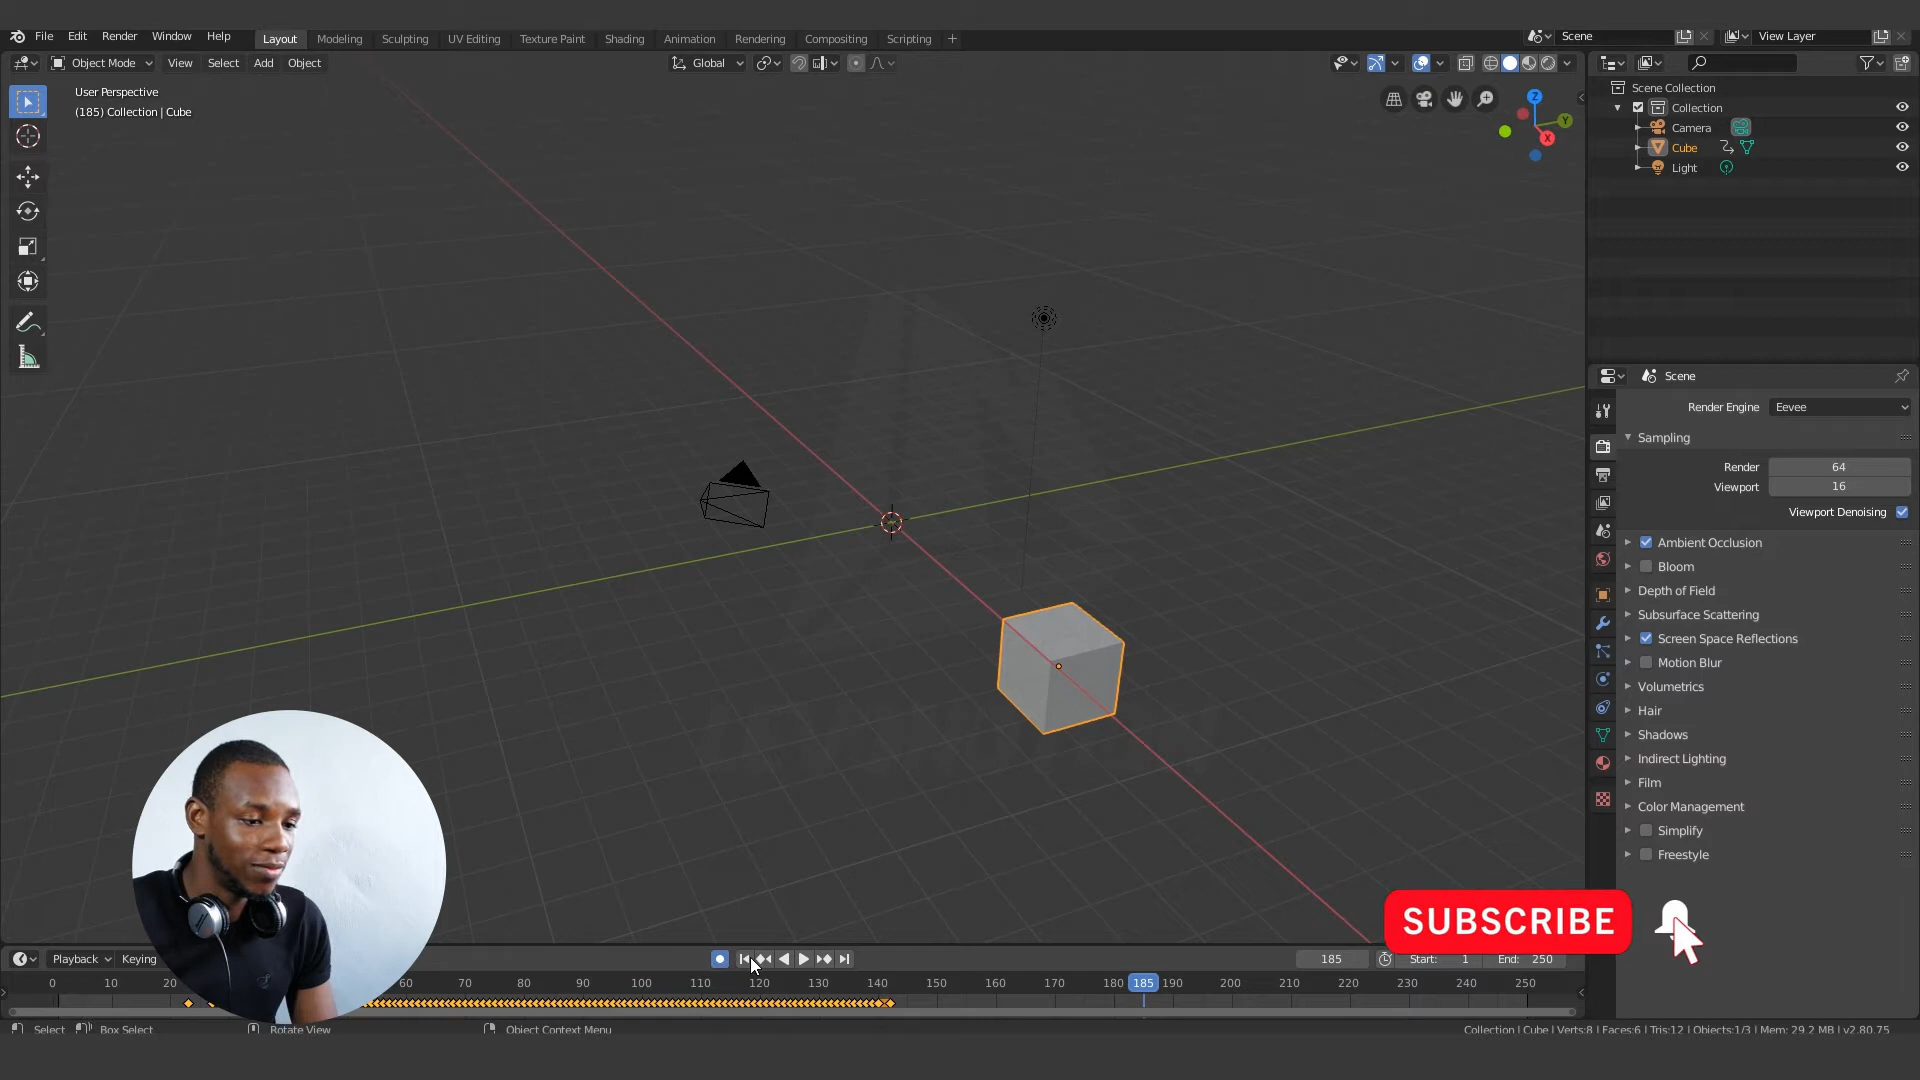 File Edit Render Window Help
Layout Modeling Sculpting UV Editing Texture Paint Shading Animation Rendering Compositing Scripting +
Scene
View Layer
Object Mode View Select Add Object
Global
User Perspective
(185) Collection | Cube
Z
Y
X
Scene Collection
Collection
Camera
Cube
Light
Scene
Render Engine Eevee
Sampling
Render 64
Viewport 16
Viewport Denoising
Ambient Occlusion
Bloom
Depth of Field
Subsurface Scattering
Screen Space Reflections
Motion Blur
Volumetrics
Hair
Shadows
Indirect Lighting
Film
Color Management
Simplify
Freestyle
SUBSCRIBE
Playback Keying
185 Start: 1 End: 250
0 10 20 60 70 80 90 100 110 120 130 140 150 160 170 180 185 190 200 210 220 230 240 250
Select Box Select Rotate View Object Context Menu
Collection | Cube | Verts:8 | Faces:6 | Tris:12 | Objects:1/3 | Mem: 29.2 MB | v2.80.75